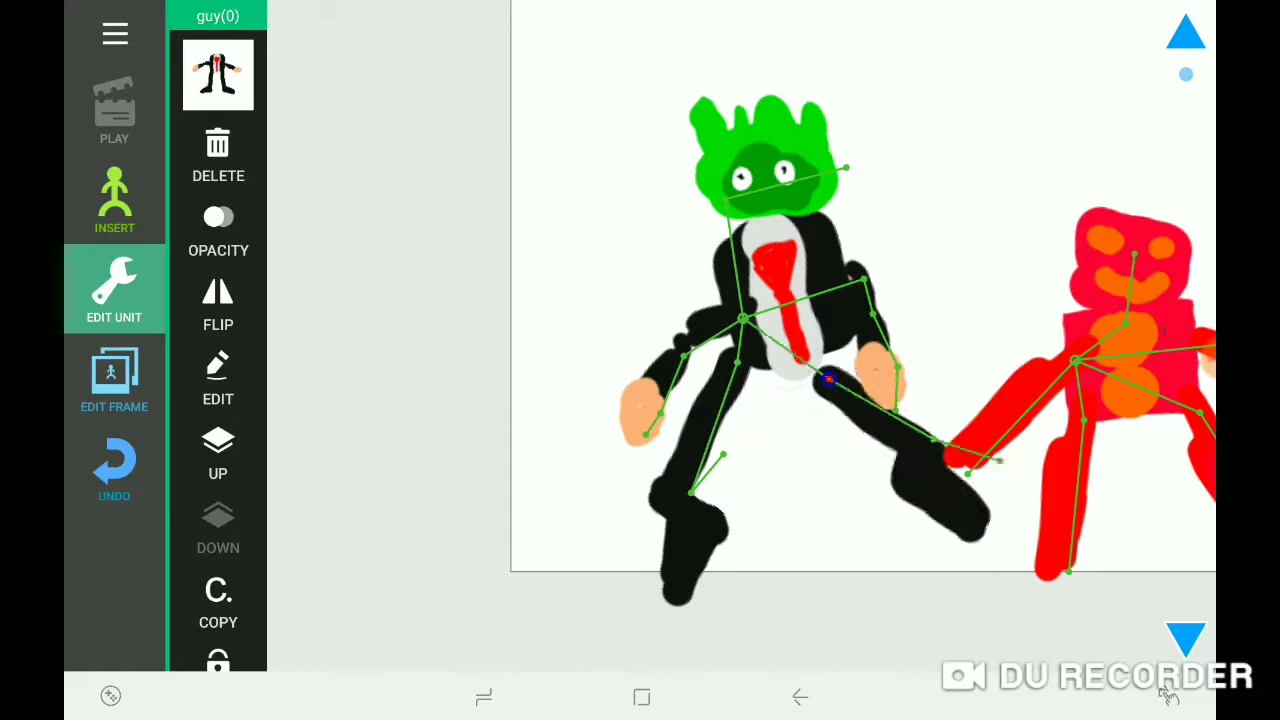 guy(0)
PLAY
DELETE
INSERT
OPACITY
EDIT UNIT
FLIP
EDIT FRAME
EDIT
UNDO
UP
DOWN
C.
COPY
DU RECORDER